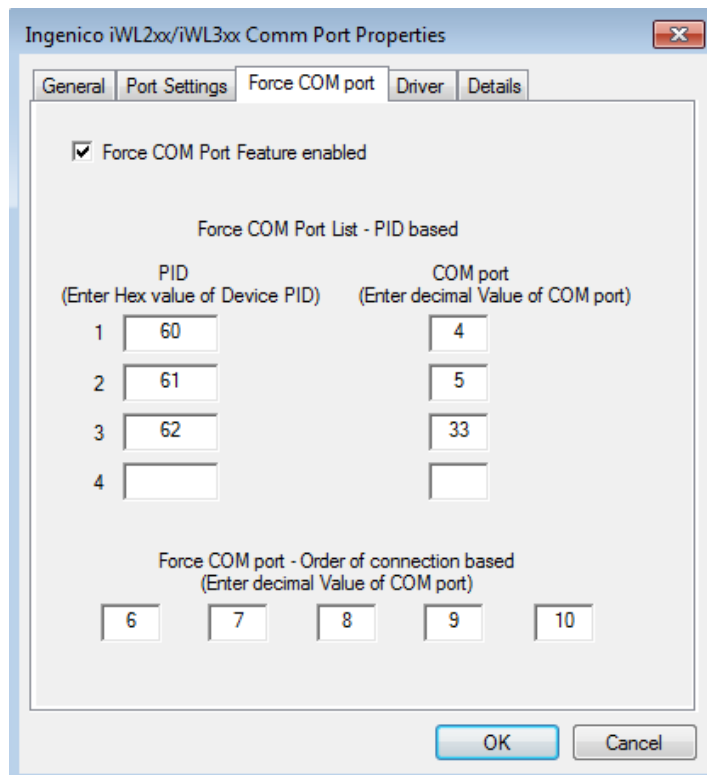 Ingenico iWL2xx/iWL3xx Comm Port Properties
General Port Settings Force COM port Driver Details
Force COM Port Feature enabled
Force COM Port List - PID based
PID COM port
(Enter Hex value of Device PID) (Enter decimal Value of COM port)
1 60 4
2 61 5
3 62 33
4
Force COM port - Order of connection based
(Enter decimal Value of COM port)
6 7 8 9 10
OK Cancel